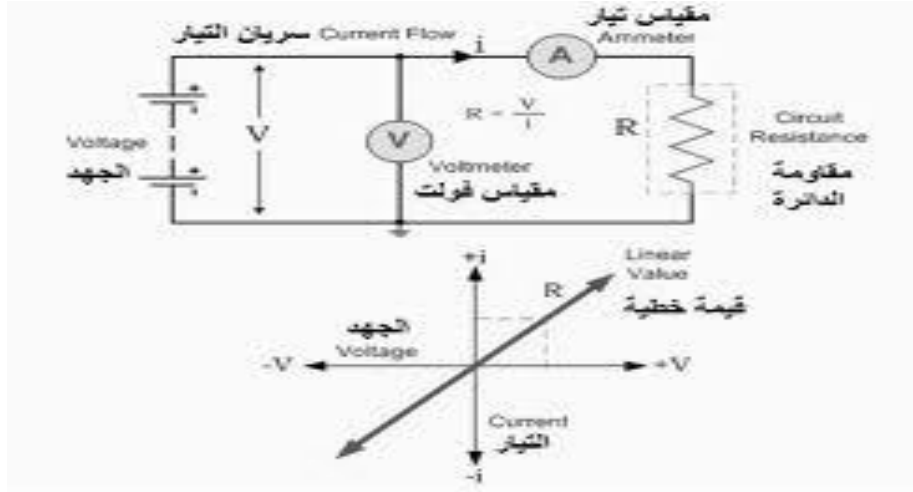 مقياس تيار
سريان التيار Current Flow
i
Ammeter
A
+
Voltage
الجهد
+
V
V
Voltmeter
مقياس فولت
R = V
i
R
Circuit
Resistance
مقاومة
الدائرة
+i
Linear
Value
قيمة خطية
R
الجهد
Voltage
-V
+V
Current
التيار
-i